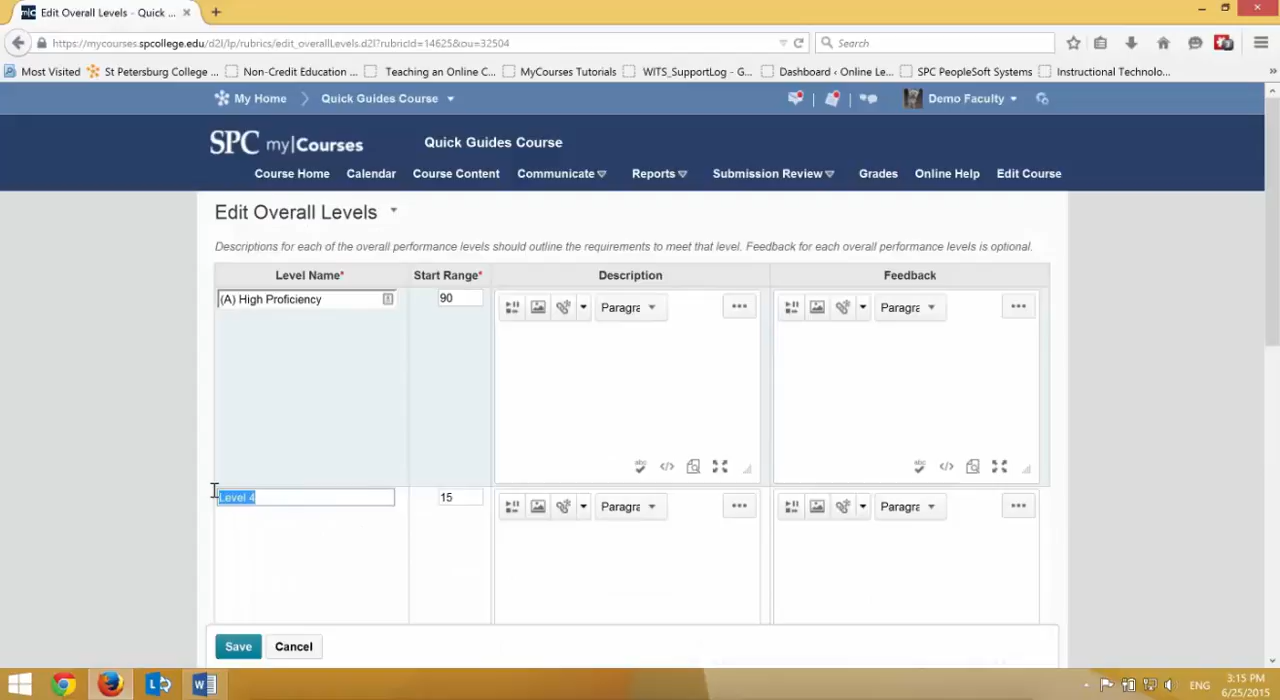 Edit Overall Levels - Quick ...
https://mycourses.spcollege.edu/d2l/lp/rubrics/edit_overallLevels.d2l?rubricId=14625&ou=32504
Search
Most Visited St Petersburg College ... Non-Credit Education ... Teaching an Online C... MyCourses Tutorials WITS_SupportLog - G... Dashboard ‹ Online Le... SPC PeopleSoft Systems Instructional Technolo...
My Home Quick Guides Course Demo Faculty
SPC my|Courses Quick Guides Course
Course Home Calendar Course Content Communicate Reports Submission Review Grades Online Help Edit Course
Edit Overall Levels
Descriptions for each of the overall performance levels should outline the requirements to meet that level. Feedback for each overall performance levels is optional.
Level Name* Start Range* Description Feedback
(A) High Proficiency 90 Paragra Paragra
Level 4 15 Paragra Paragra
Save Cancel
ENG 3:15 PM
6/25/2015